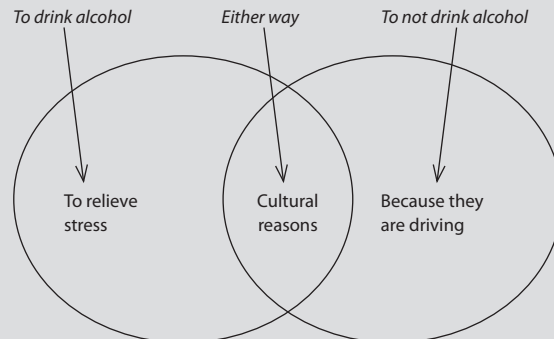 To drink alcohol
Either way
To not drink alcohol
To relieve
stress
Cultural
reasons
Because they
are driving